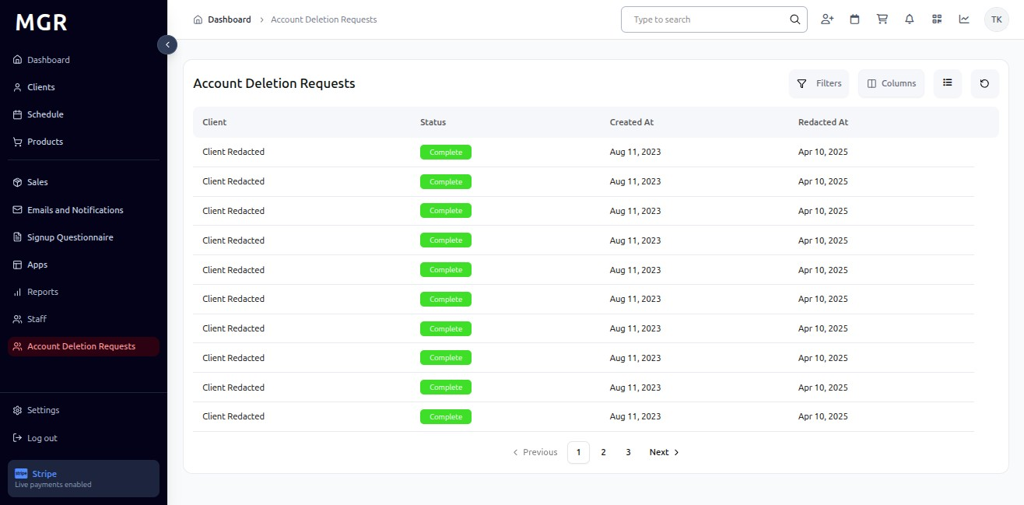 MGR
Dashboard
Clients
Schedule
Products
Sales
Emails and Notifications
Signup Questionnaire
Apps
Reports
Staff
Account Deletion Requests
Settings
Log out
Stripe
Live payments enabled
Dashboard > Account Deletion Requests
Type to search
TK
Account Deletion Requests
Filters Columns
Client Status Created At Redacted At
Client Redacted Complete Aug 11, 2023 Apr 10, 2025
Client Redacted Complete Aug 11, 2023 Apr 10, 2025
Client Redacted Complete Aug 11, 2023 Apr 10, 2025
Client Redacted Complete Aug 11, 2023 Apr 10, 2025
Client Redacted Complete Aug 11, 2023 Apr 10, 2025
Client Redacted Complete Aug 11, 2023 Apr 10, 2025
Client Redacted Complete Aug 11, 2023 Apr 10, 2025
Client Redacted Complete Aug 11, 2023 Apr 10, 2025
Client Redacted Complete Aug 11, 2023 Apr 10, 2025
Client Redacted Complete Aug 11, 2023 Apr 10, 2025
Previous 1 2 3 Next